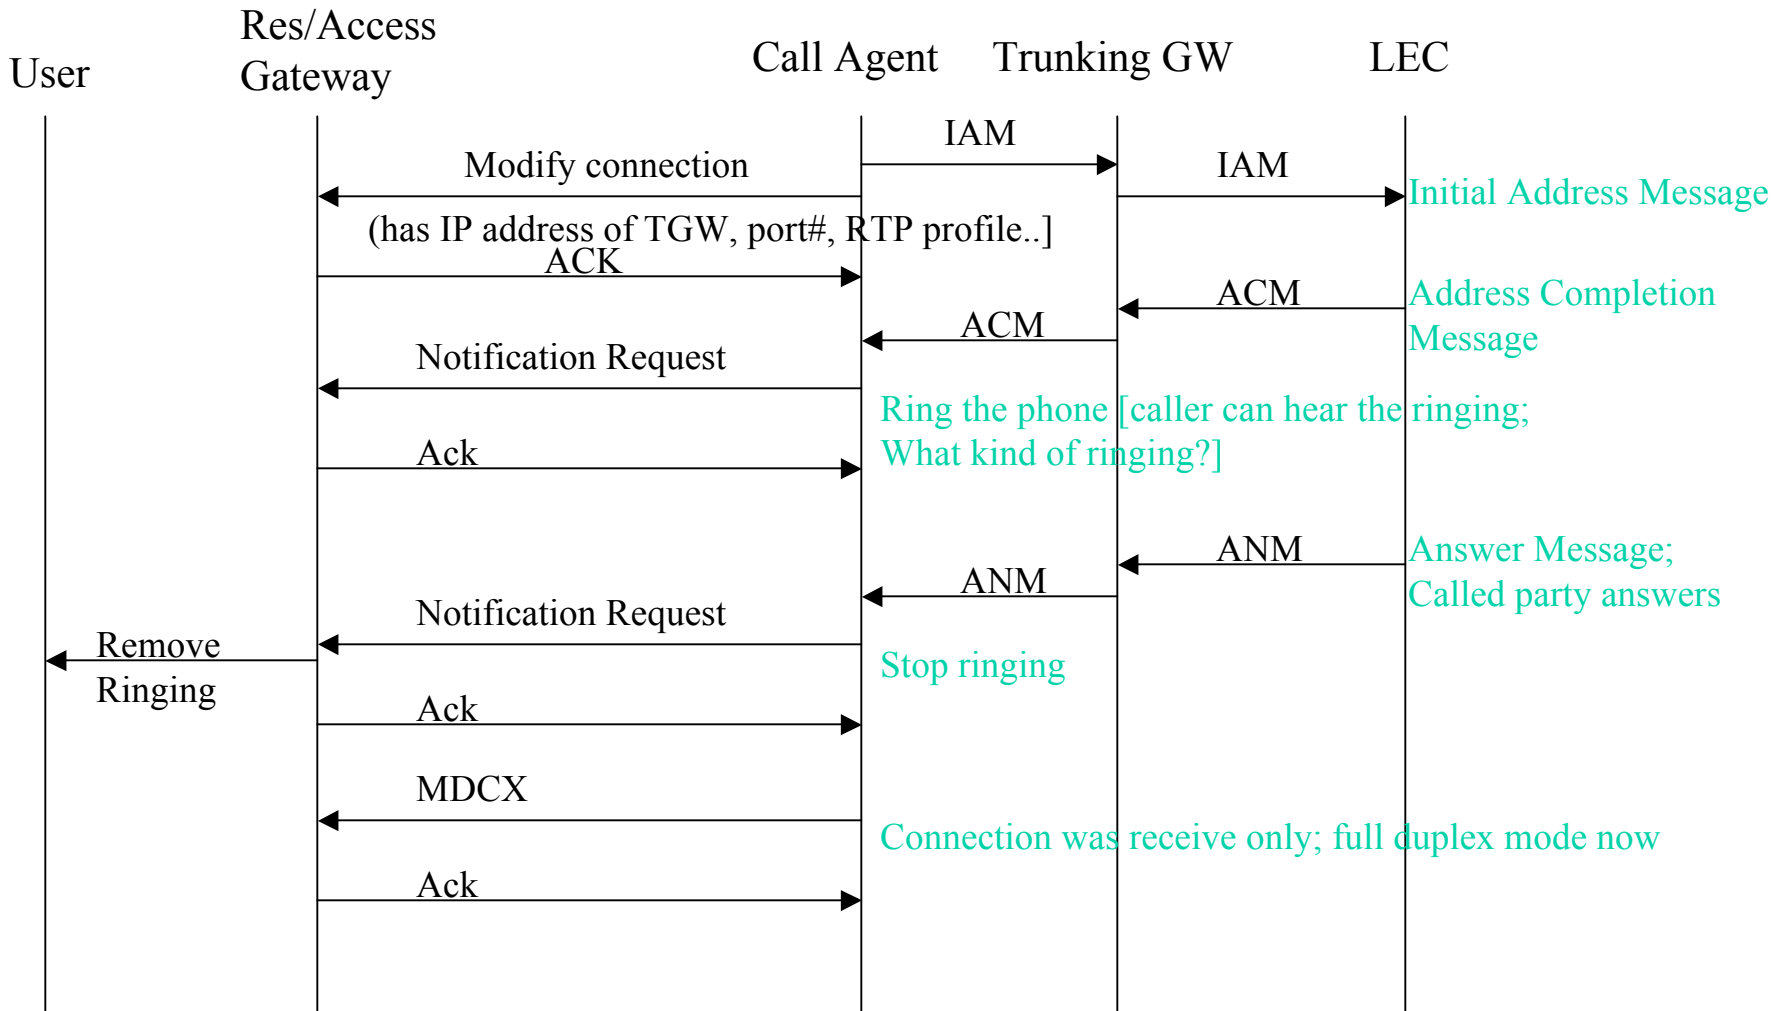 Res/Access
Gateway
User
Call Agent
Trunking GW
LEC
IAM
Modify connection
IAM
Initial Address Message
(has IP address of TGW, port#, RTP profile..]
ACK
ACM
Address Completion
Message
ACM
Notification Request
Ring the phone [caller can hear the ringing;
What kind of ringing?]
Ack
ANM
Answer Message;
Called party answers
ANM
Notification Request
Remove
Ringing
Stop ringing
Ack
MDCX
Connection was receive only; full duplex mode now
Ack